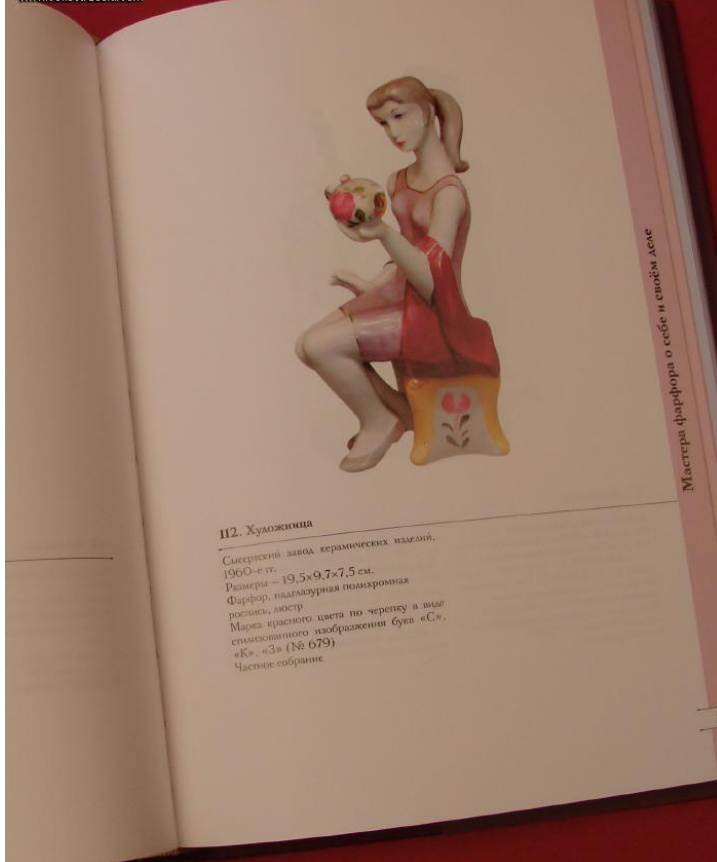 112. Художница
Сысертский завод керамических изделий,
1960-е гг.
Размеры – 19,5×9,7×7,5 см.
Фарфор, надглазурная полихромная
роспись, люстр
Марка красного цвета по черепку в виде
стилизованного изображения букв «С»,
«К», «З» (№ 679)
Частное собрание
Мастера фарфора о себе и своём деле